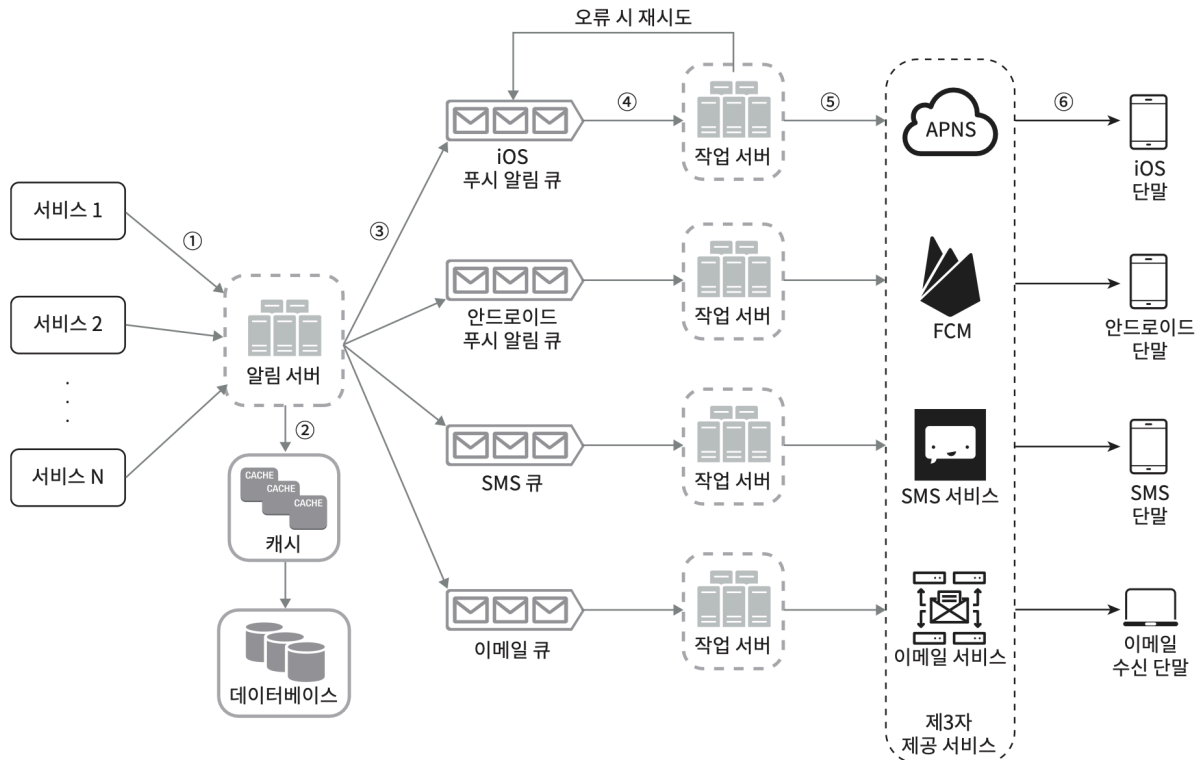 오류 시 재시도
①
②
③
④
⑤
⑥
서비스 1
서비스 2
.
.
.
서비스 N
알림 서버
CACHE
CACHE
CACHE
캐시
데이터베이스
iOS
푸시 알림 큐
작업 서버
APNS
iOS
단말
안드로이드
푸시 알림 큐
작업 서버
FCM
안드로이드
단말
SMS 큐
작업 서버
SMS 서비스
SMS
단말
이메일 큐
작업 서버
이메일 서비스
이메일
수신 단말
제3자
제공 서비스